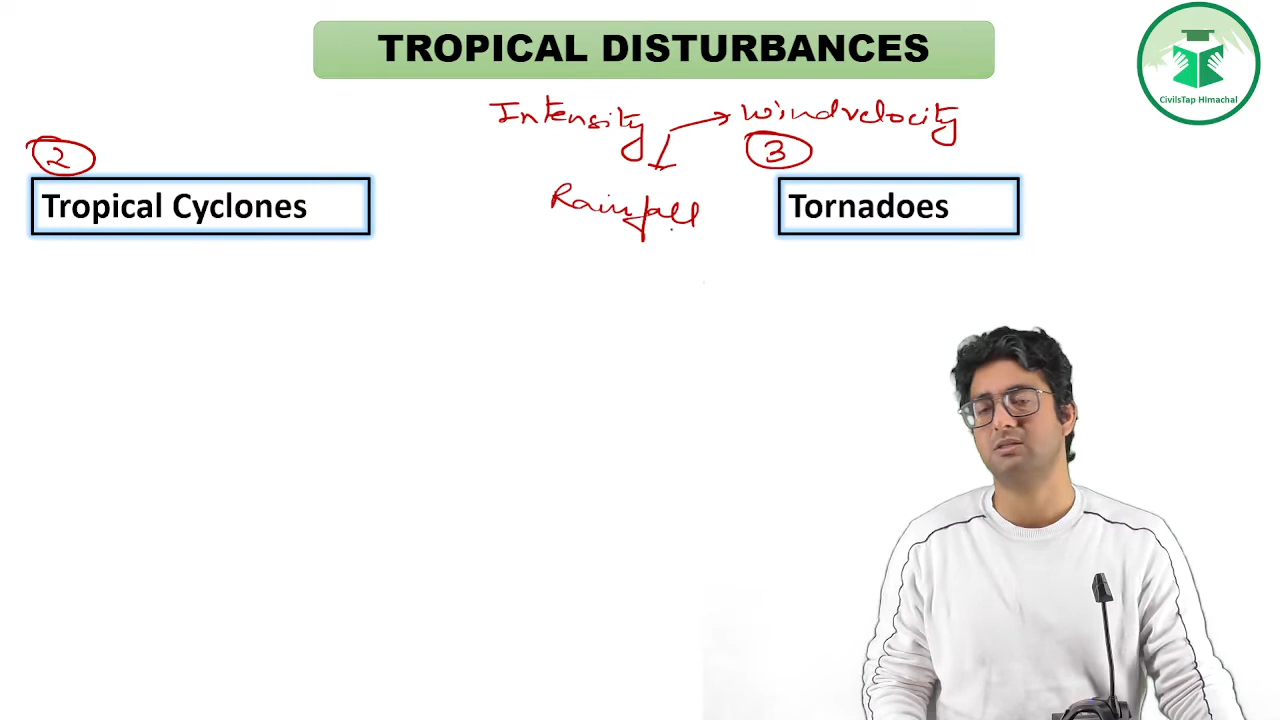 TROPICAL DISTURBANCES
CivilsTap Himachal
Intensity → windvelocity
2
3
Tropical Cyclones
Rainfall
Tornadoes